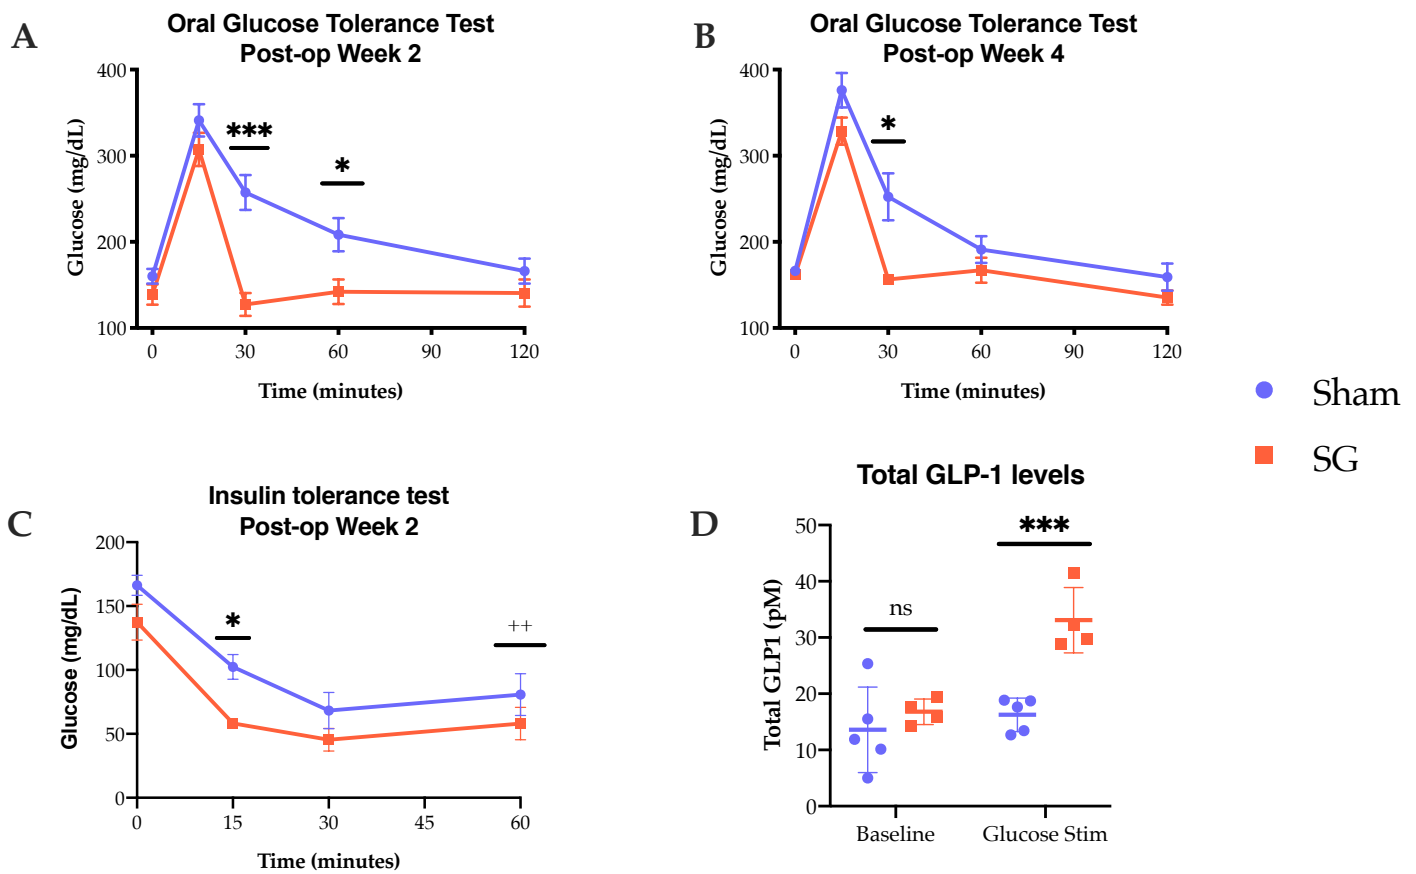 A
Oral Glucose Tolerance Test
Post-op Week 2
400
300
200
100
Glucose (mg/dL)
***
*
0 30 60 90 120
Time (minutes)
B
Oral Glucose Tolerance Test
Post-op Week 4
400
300
200
100
Glucose (mg/dL)
*
0 30 60 90 120
Time (minutes)
Sham
SG
C
Insulin tolerance test
Post-op Week 2
200
150
100
50
0
Glucose (mg/dL)
*
++
0 15 30 45 60
Time (minutes)
D
Total GLP-1 levels
50
40
30
20
10
0
Total GLP1 (pM)
ns
***
Baseline Glucose Stim